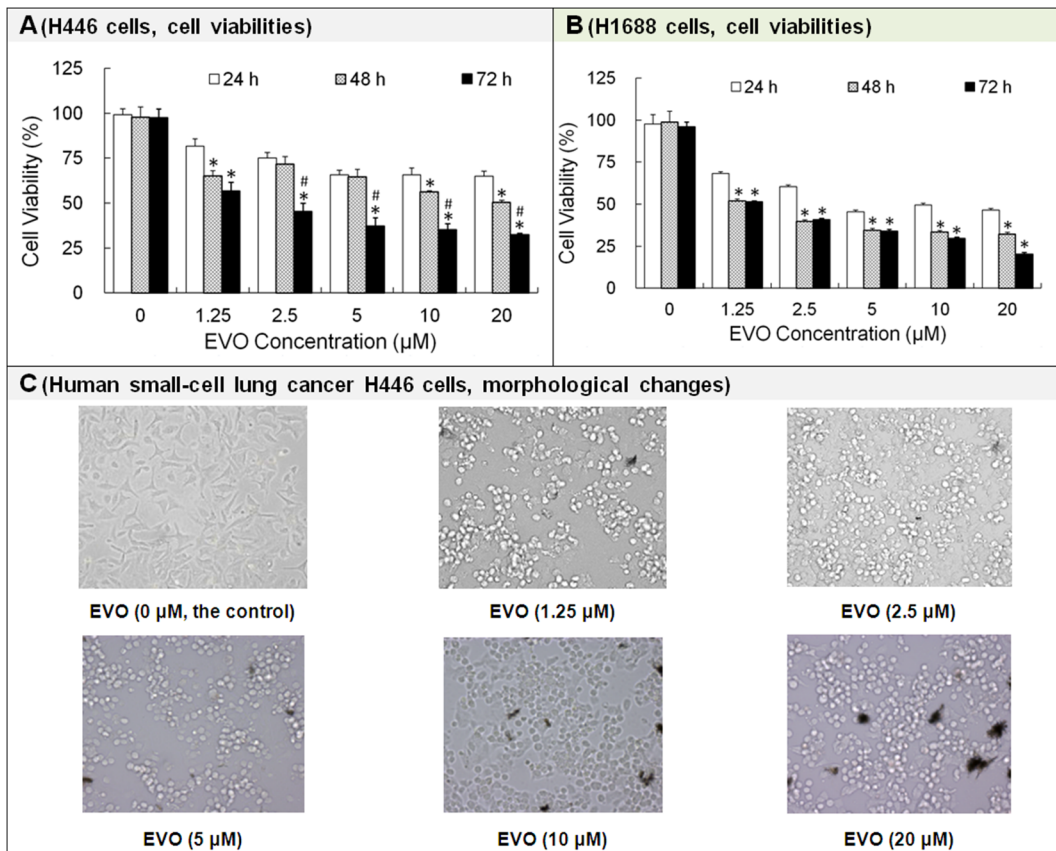 A (H446 cells, cell viabilities)
125
100
75
50
25
0
Cell Viability (%)
24 h 48 h 72 h
* *
# *
# *
* # *
* # *
0 1.25 2.5 5 10 20
EVO Concentration (µM)
B (H1688 cells, cell viabilities)
125
100
75
50
25
0
Cell Viability (%)
24 h 48 h 72 h
* *
* *
* *
* *
* *
0 1.25 2.5 5 10 20
EVO Concentration (µM)
C (Human small-cell lung cancer H446 cells, morphological changes)
EVO (0 µM, the control) EVO (1.25 µM) EVO (2.5 µM)
EVO (5 µM) EVO (10 µM) EVO (20 µM)